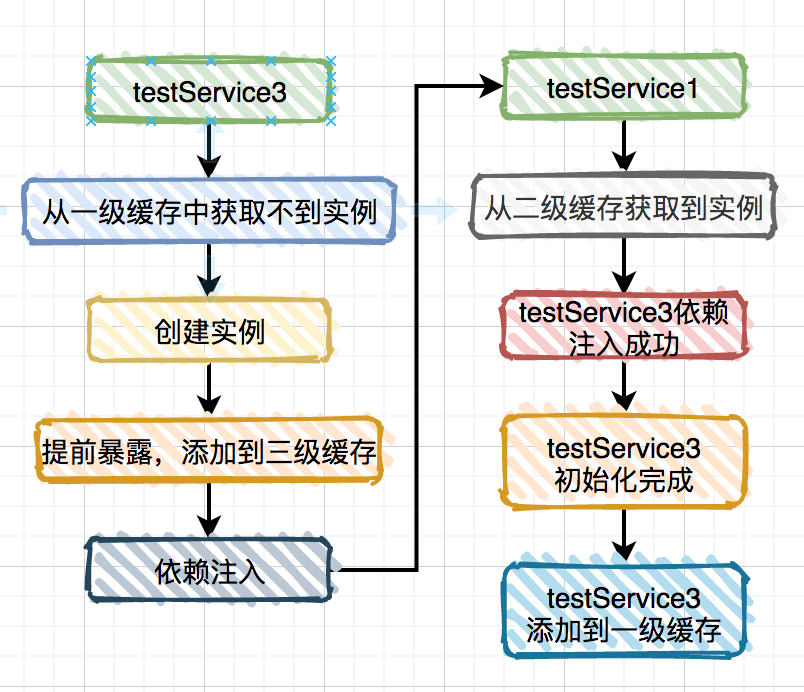 testService3
从一级缓存中获取不到实例
创建实例
提前暴露，添加到三级缓存
依赖注入
testService1
从二级缓存获取到实例
testService3依赖
注入成功
testService3
初始化完成
testService3
添加到一级缓存